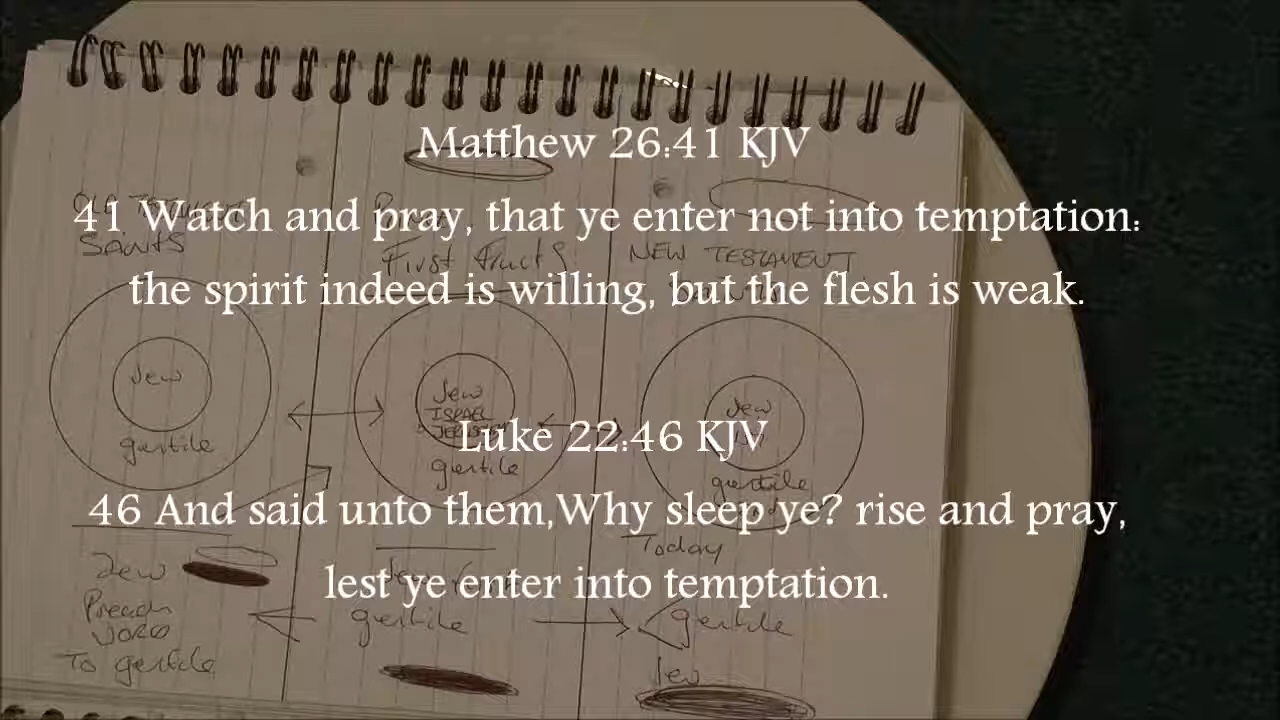 Matthew 26:41 KJV
41 Watch and pray, that ye enter not into temptation:
the spirit indeed is willing, but the flesh is weak.
Luke 22:46 KJV
46 And said unto them,Why sleep ye? rise and pray,
lest ye enter into temptation.
SAINTS
First fruits
NEW TESTAMENT
Jew
gentile
Jew
ISRAEL
gentile
Jew
gentile
Today
Jew
Preach
WORD
To gentile
gentile
gentile
Jew